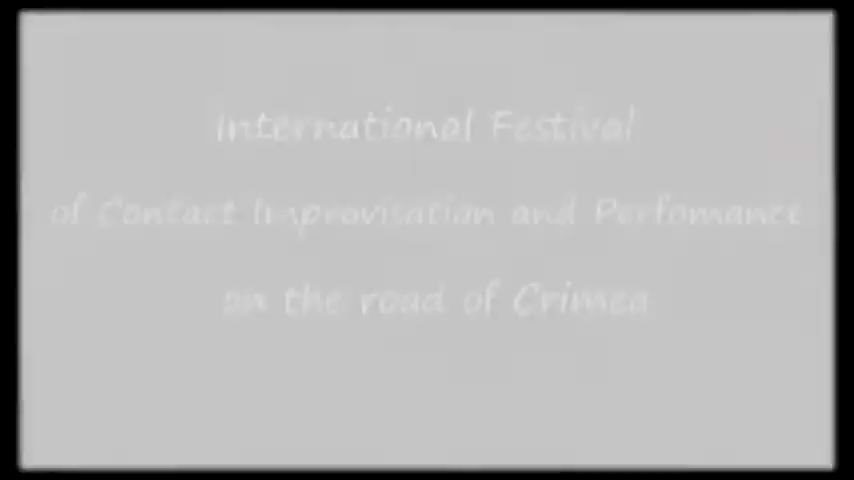 International Festival
of Contact Improvisation and Perfomance
on the road of Crimea